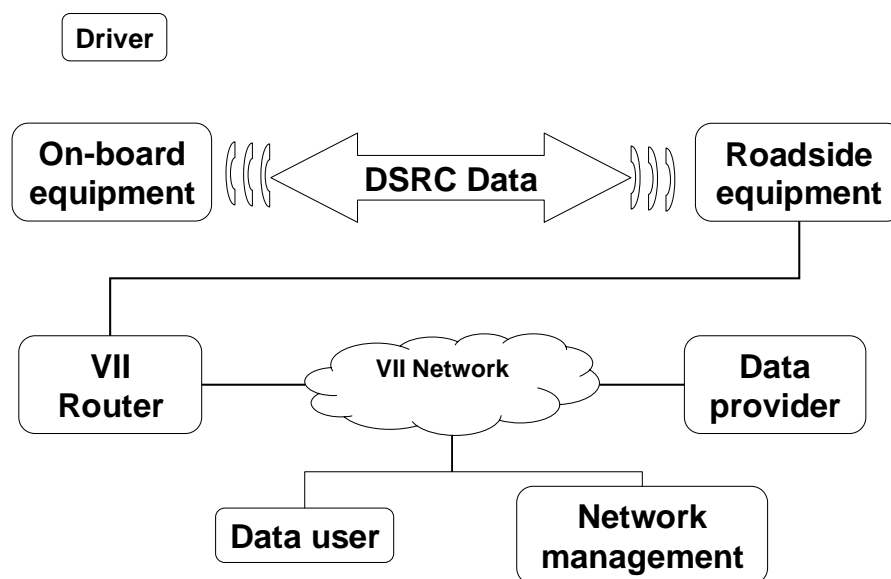 Driver
On-board
equipment
DSRC Data
Roadside
equipment
VII
Router
VII Network
Data
provider
Data user
Network
management